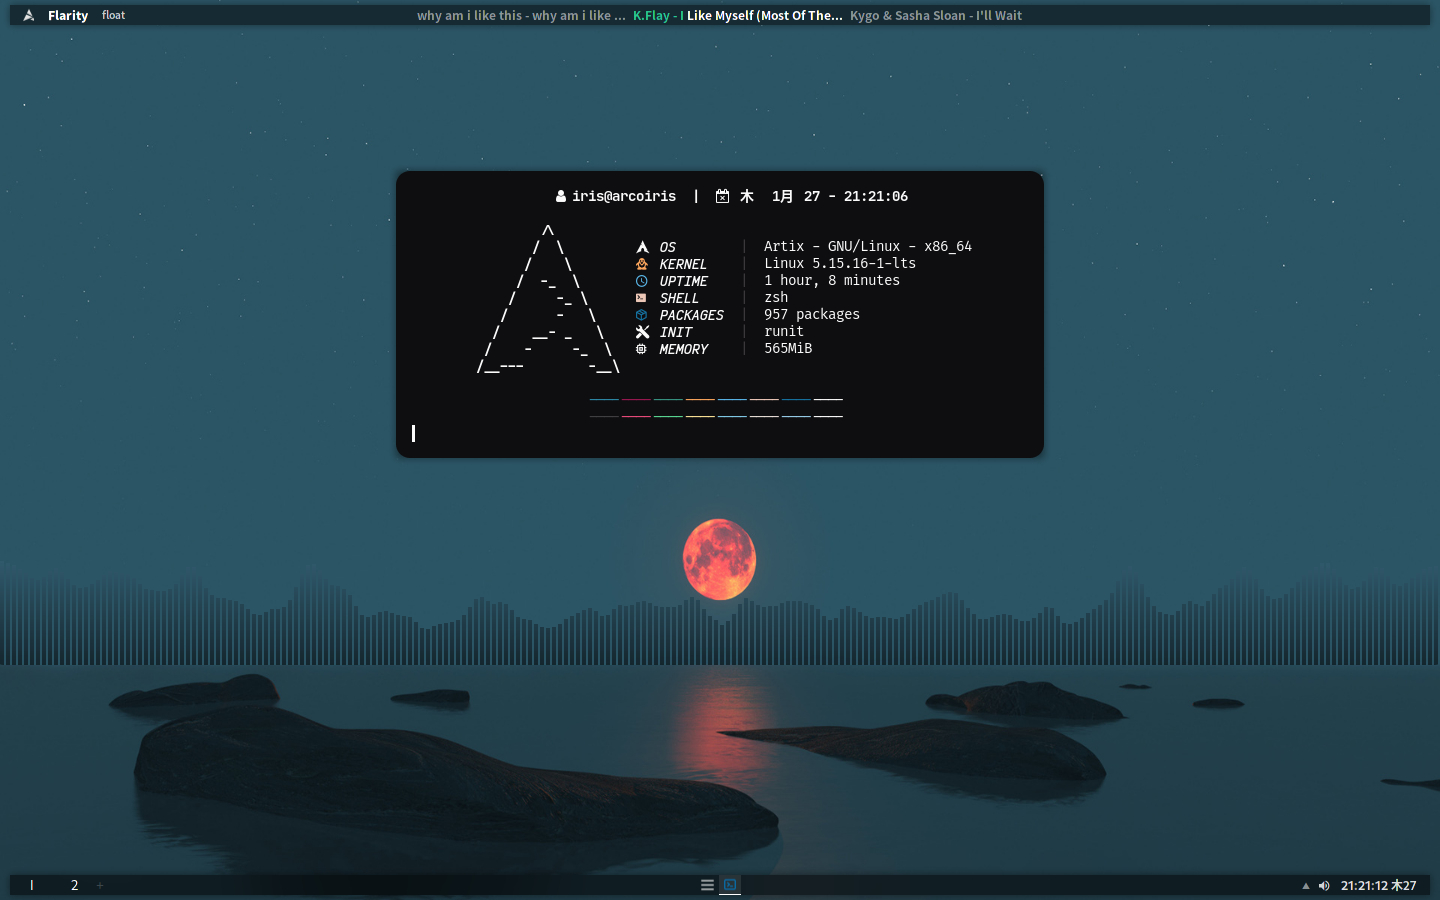 Flarity float why am i like this - why am i like ... K.Flay - I Like Myself (Most Of The... Kygo & Sasha Sloan - I'll Wait
iris@arcoiris | 木 1月 27 - 21:21:06
OS | Artix - GNU/Linux - x86_64
KERNEL | Linux 5.15.16-1-lts
UPTIME | 1 hour, 8 minutes
SHELL | zsh
PACKAGES | 957 packages
INIT | runit
MEMORY | 565MiB
2 + 21:21:12 木27